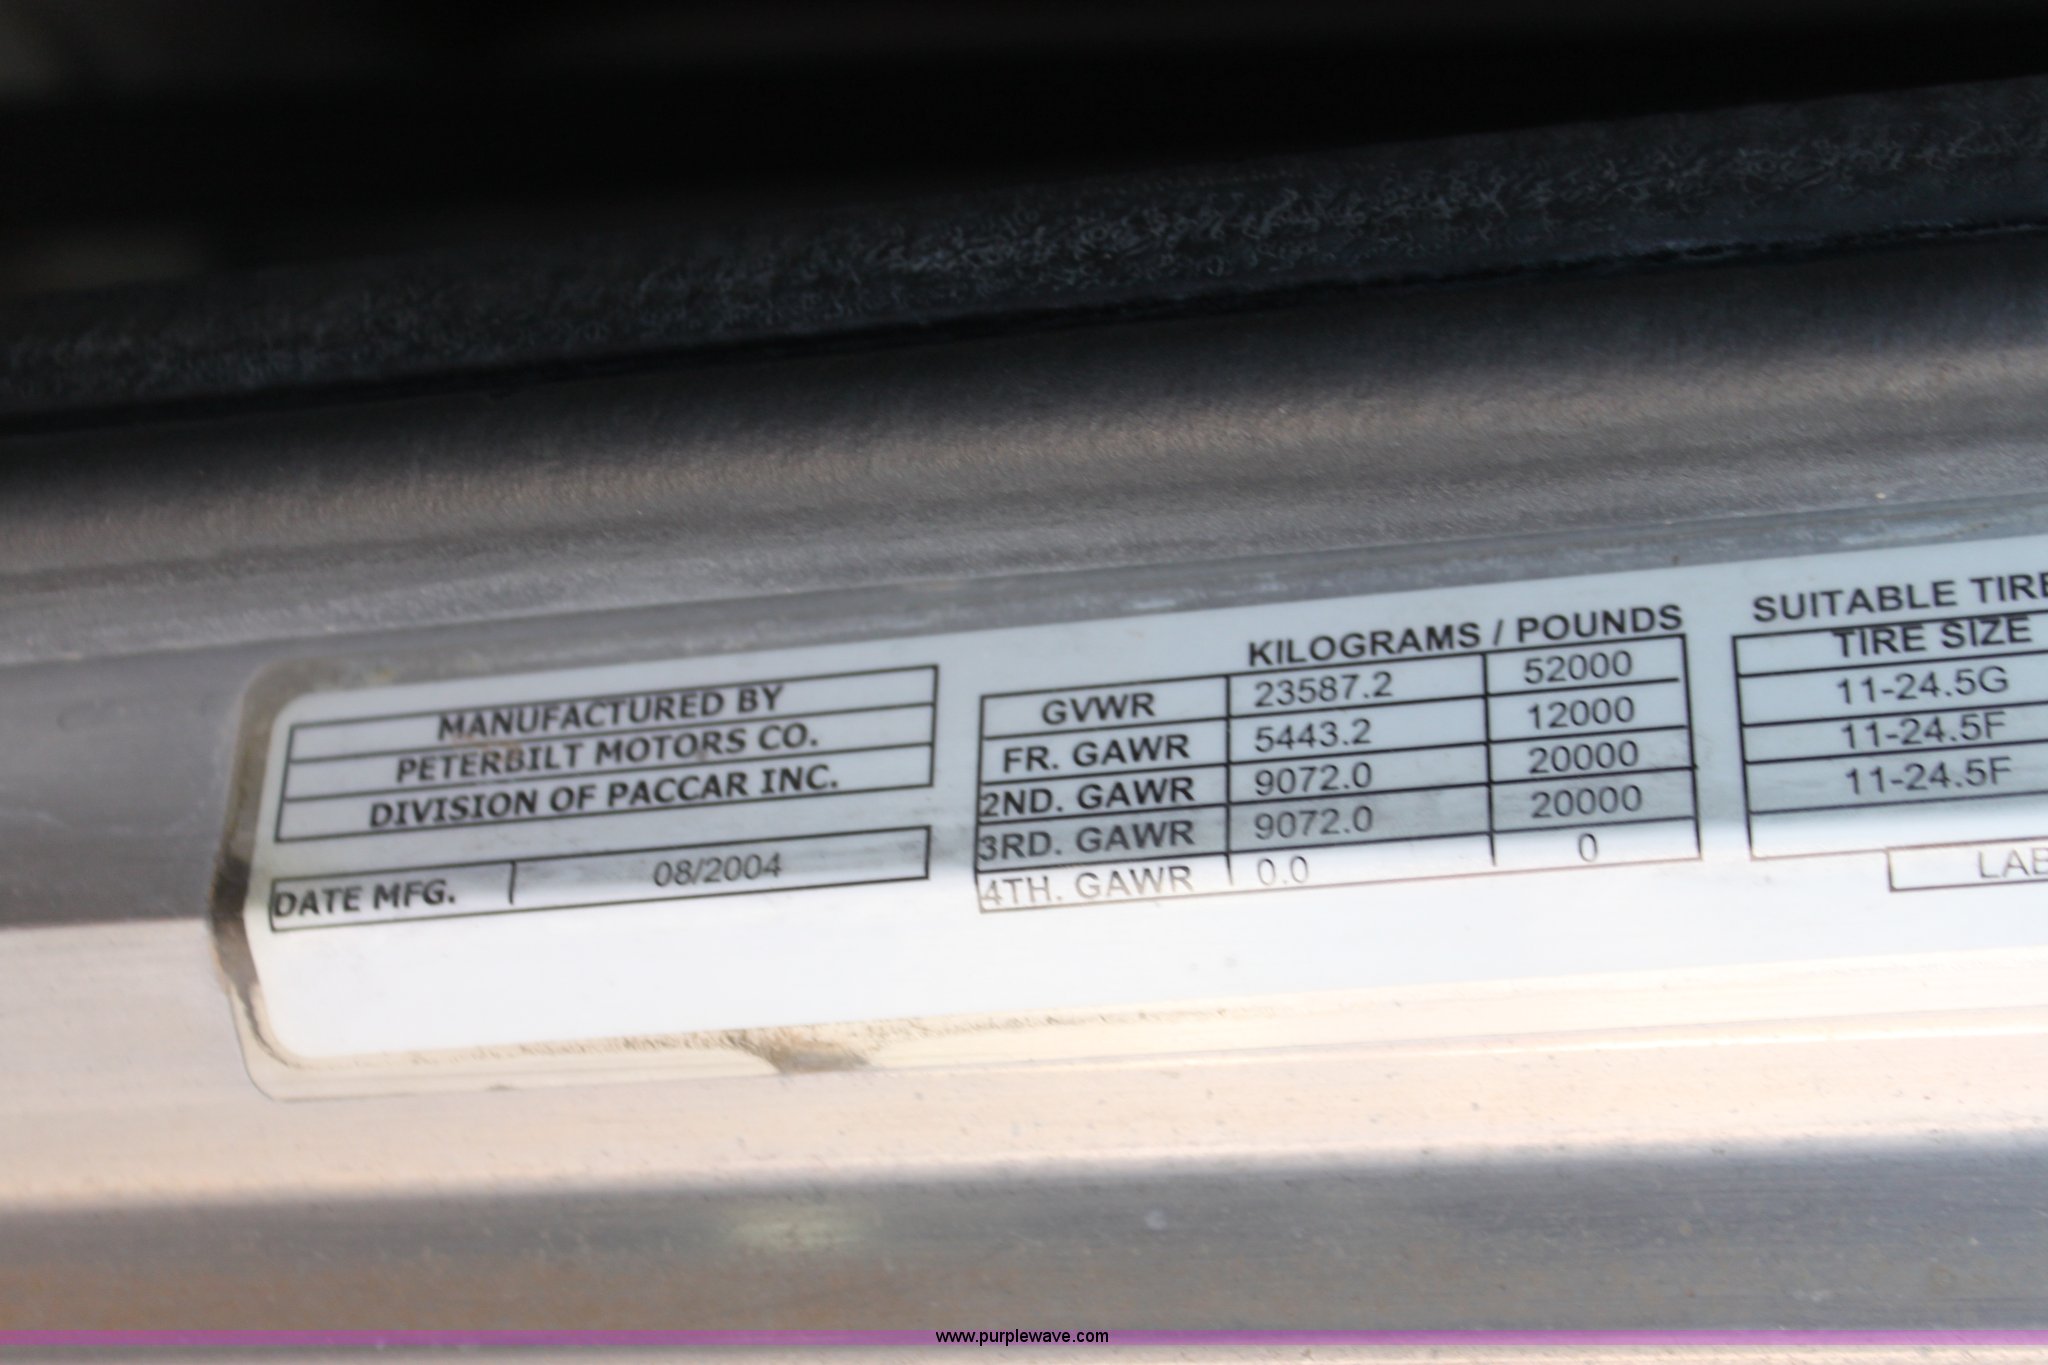 MANUFACTURED BY
PETERBILT MOTORS CO.
DIVISION OF PACCAR INC.
DATE MFG. 08/2004
KILOGRAMS / POUNDS
GVWR 23587.2 52000
FR. GAWR 5443.2 12000
2ND. GAWR 9072.0 20000
3RD. GAWR 9072.0 20000
4TH. GAWR 0.0 0
SUITABLE TIRE
TIRE SIZE
11-24.5G
11-24.5F
11-24.5F
LAB
www.purplewave.com